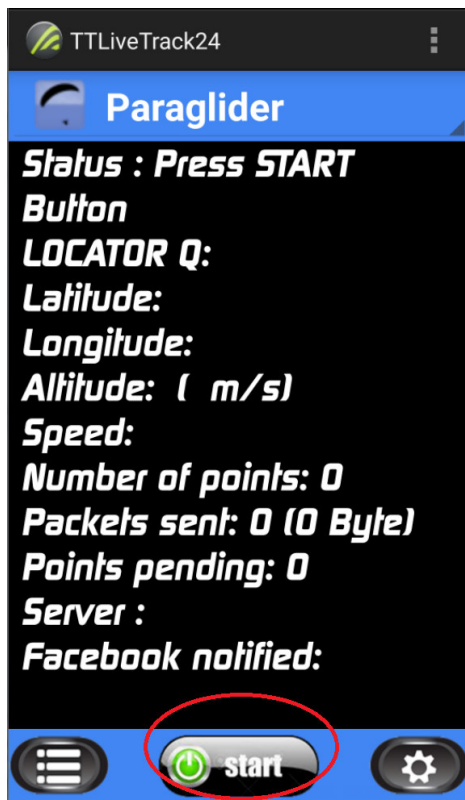 TTLiveTrack24
Paraglider
Status : Press START
Button
LOCATOR Q:
Latitude:
Longitude:
Altitude:  (  m/s)
Speed:
Number of points: 0
Packets sent: 0 (0 Byte)
Points pending: 0
Server :
Facebook notified:
start